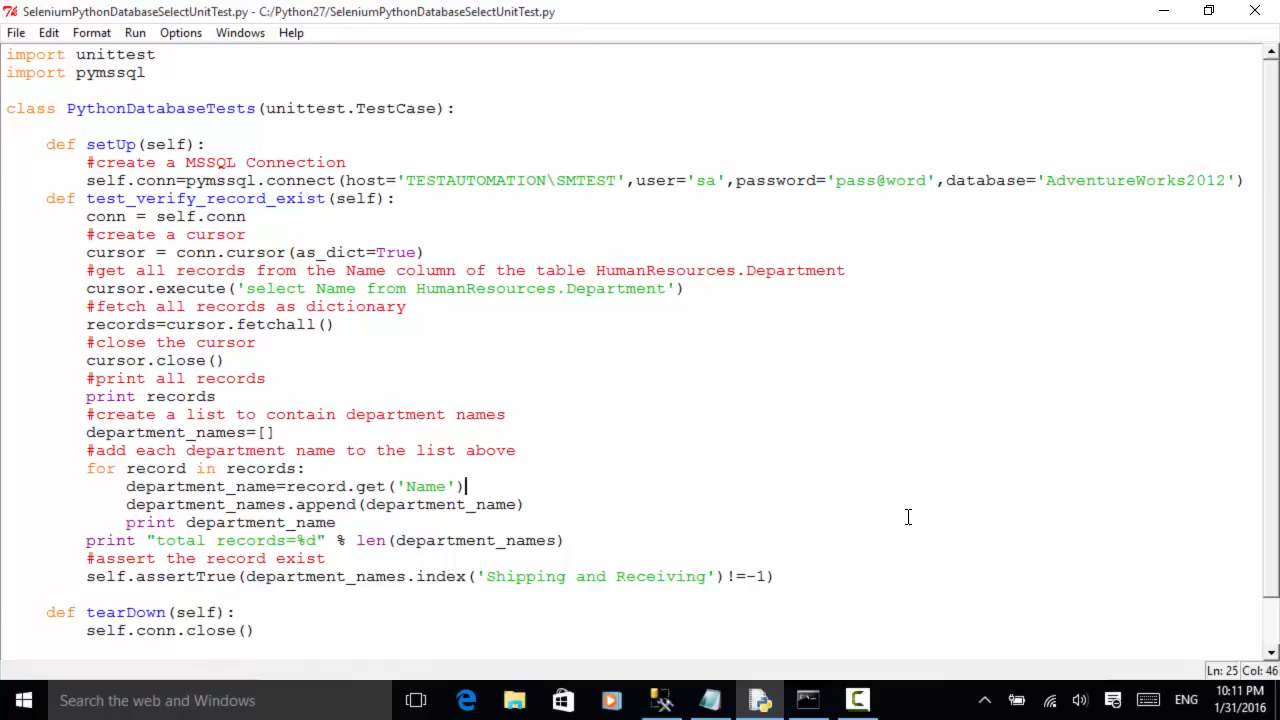 SeleniumPythonDatabaseSelectUnitTest.py - C:/Python27/SeleniumPythonDatabaseSelectUnitTest.py
File Edit Format Run Options Windows Help
import unittest
import pymssql
class PythonDatabaseTests(unittest.TestCase):
def setUp(self):
#create a MSSQL Connection
self.conn=pymssql.connect(host='TESTAUTOMATION\SMTEST',user='sa',password='pass@word',database='AdventureWorks2012')
def test_verify_record_exist(self):
conn = self.conn
#create a cursor
cursor = conn.cursor(as_dict=True)
#get all records from the Name column of the table HumanResources.Department
cursor.execute('select Name from HumanResources.Department')
#fetch all records as dictionary
records=cursor.fetchall()
#close the cursor
cursor.close()
#print all records
print records
#create a list to contain department names
department_names=[]
#add each department name to the list above
for record in records:
department_name=record.get('Name')
department_names.append(department_name)
print department_name
print "total records=%d" % len(department_names)
#assert the record exist
self.assertTrue(department_names.index('Shipping and Receiving')!=-1)
def tearDown(self):
self.conn.close()
Ln: 25 Col: 46
Search the web and Windows
ENG
10:11 PM
1/31/2016